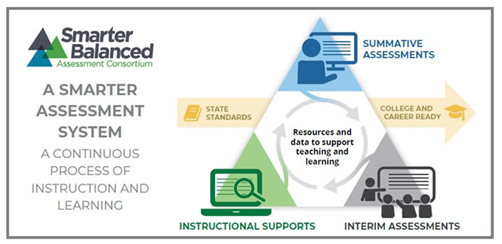 Smarter
Balanced
Assessment Consortium
A SMARTER
ASSESSMENT
SYSTEM
A CONTINUOUS
PROCESS OF
INSTRUCTION AND
LEARNING
SUMMATIVE
ASSESSMENTS
STATE
STANDARDS
COLLEGE AND
CAREER READY
Resources and
data to support
teaching and
learning
INSTRUCTIONAL SUPPORTS
INTERIM ASSESSMENTS